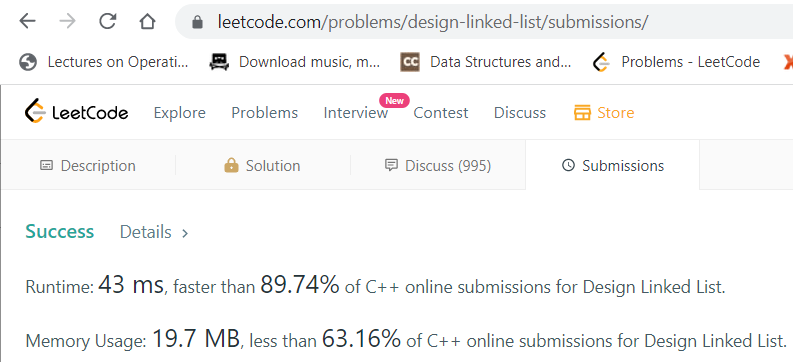 leetcode.com/problems/design-linked-list/submissions/
Lectures on Operati... Download music, m... CC Data Structures and... Problems - LeetCode
LeetCode Explore Problems Interview New Contest Discuss Store
Description Solution Discuss (995) Submissions
Success Details >
Runtime: 43 ms, faster than 89.74% of C++ online submissions for Design Linked List.
Memory Usage: 19.7 MB, less than 63.16% of C++ online submissions for Design Linked List.